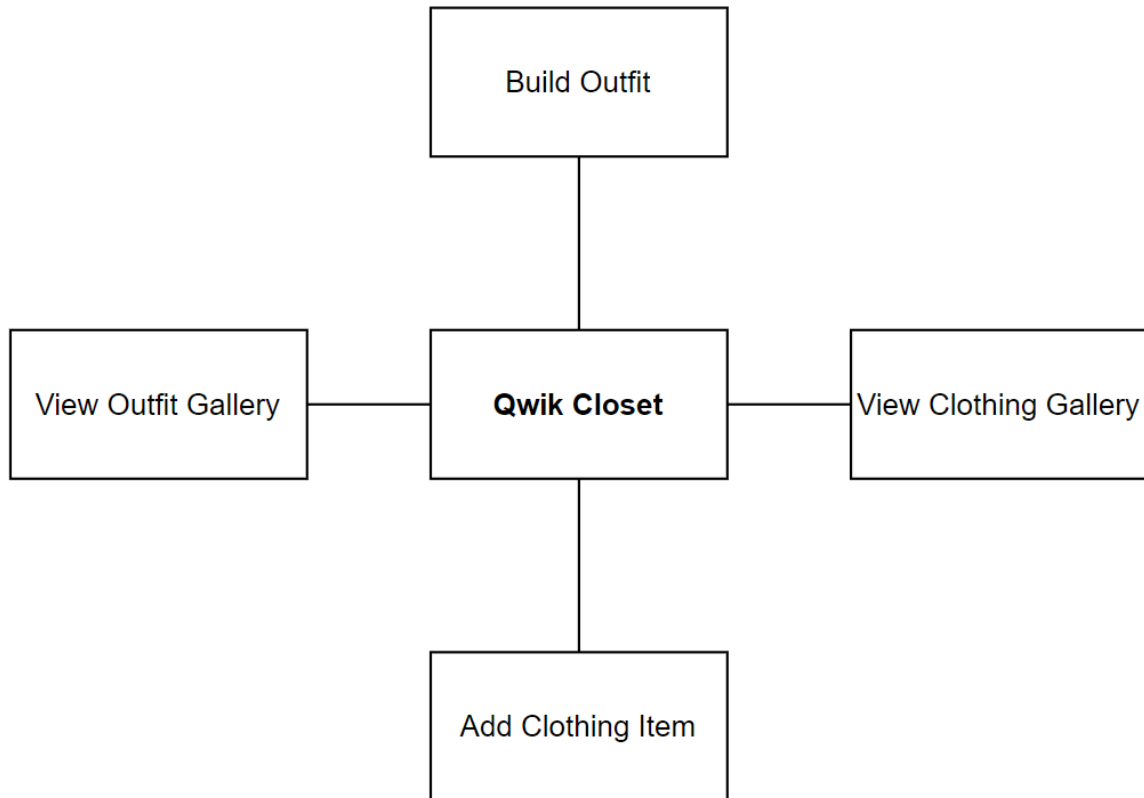 Build Outfit
View Outfit Gallery
Qwik Closet
View Clothing Gallery
Add Clothing Item